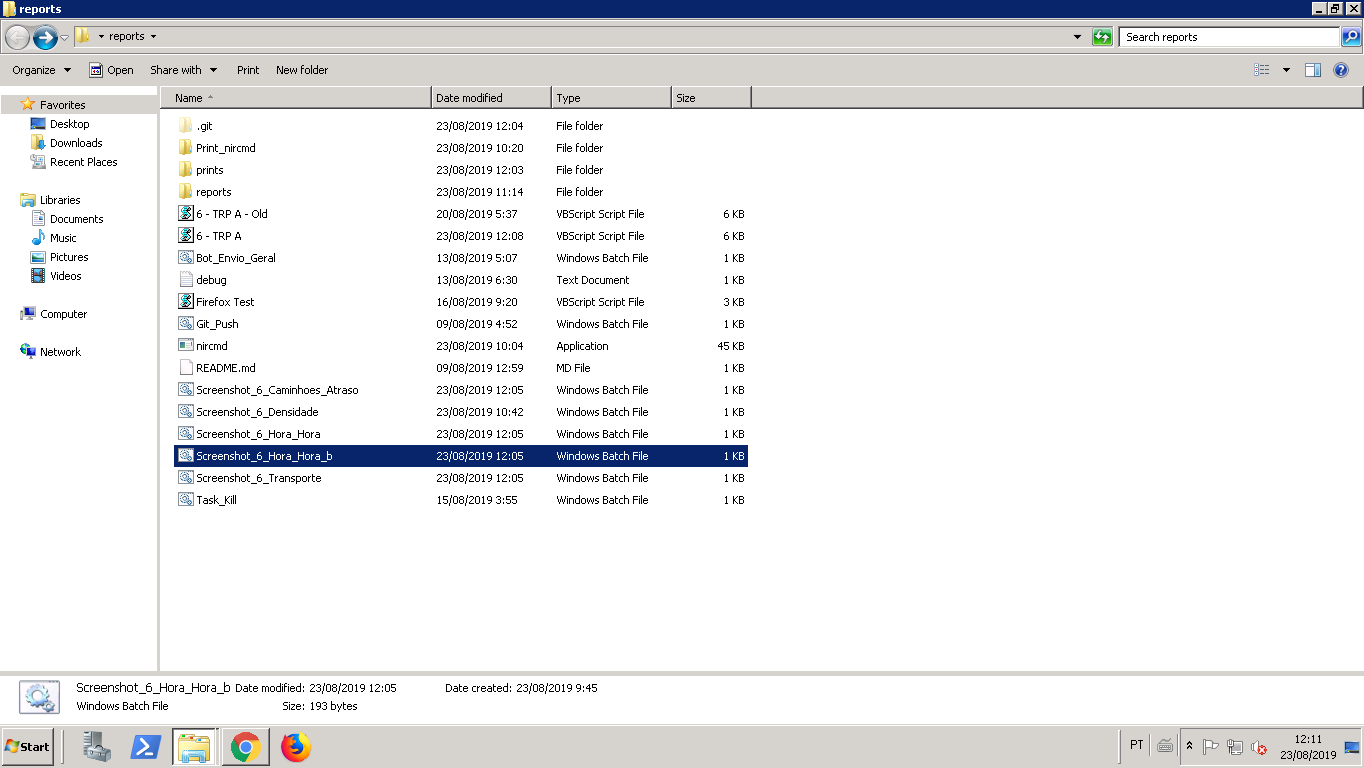 reports
reports
Search reports
Organize Open Share with Print New folder
Name Date modified Type Size
Favorites
Desktop
Downloads
Recent Places
Libraries
Documents
Music
Pictures
Videos
Computer
Network
.git 23/08/2019 12:04 File folder
Print_nircmd 23/08/2019 10:20 File folder
prints 23/08/2019 12:03 File folder
reports 23/08/2019 11:14 File folder
6 - TRP A - Old 20/08/2019 5:37 VBScript Script File 6 KB
6 - TRP A 23/08/2019 12:08 VBScript Script File 6 KB
Bot_Envio_Geral 13/08/2019 5:07 Windows Batch File 1 KB
debug 13/08/2019 6:30 Text Document 1 KB
Firefox Test 16/08/2019 9:20 VBScript Script File 3 KB
Git_Push 09/08/2019 4:52 Windows Batch File 1 KB
nircmd 23/08/2019 10:04 Application 45 KB
README.md 09/08/2019 12:59 MD File 1 KB
Screenshot_6_Caminhoes_Atraso 23/08/2019 12:05 Windows Batch File 1 KB
Screenshot_6_Densidade 23/08/2019 10:42 Windows Batch File 1 KB
Screenshot_6_Hora_Hora 23/08/2019 12:05 Windows Batch File 1 KB
Screenshot_6_Hora_Hora_b 23/08/2019 12:05 Windows Batch File 1 KB
Screenshot_6_Transporte 23/08/2019 12:05 Windows Batch File 1 KB
Task_Kill 15/08/2019 3:55 Windows Batch File 1 KB
Screenshot_6_Hora_Hora_b Date modified: 23/08/2019 12:05 Date created: 23/08/2019 9:45
Windows Batch File Size: 193 bytes
Start PT 12:11
23/08/2019